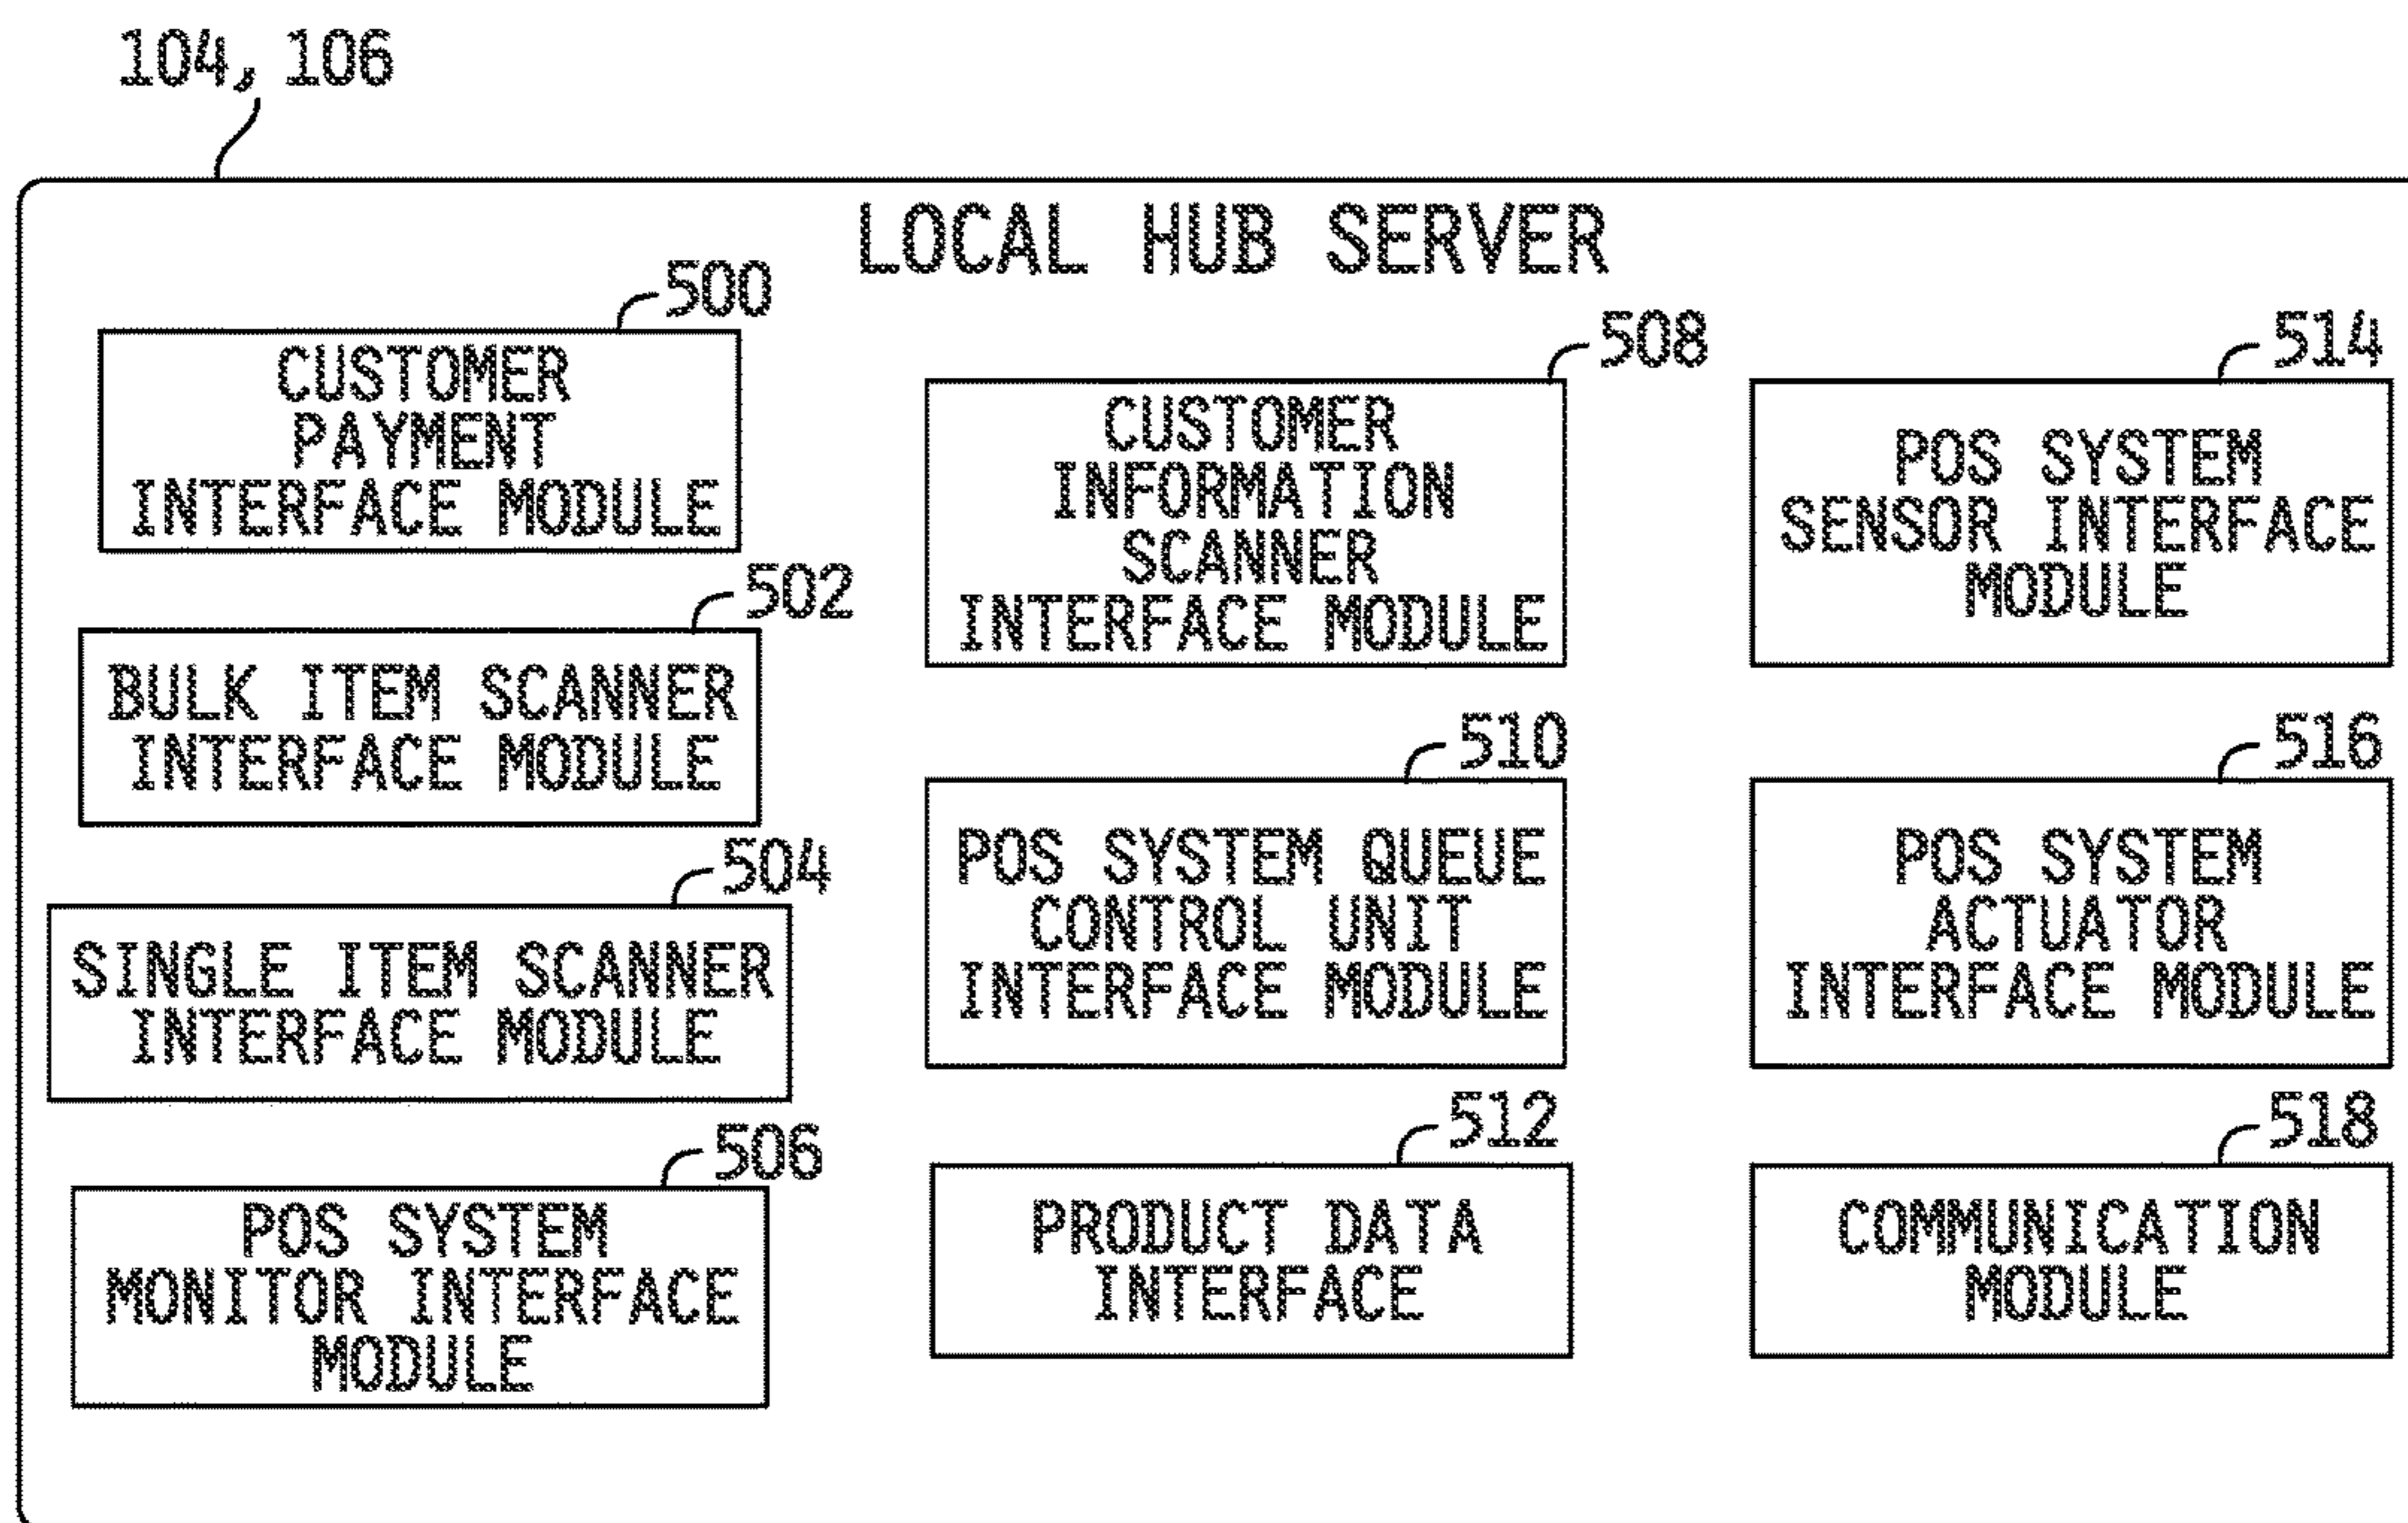 104, 106
LOCAL HUB SERVER
500
CUSTOMER
PAYMENT
INTERFACE MODULE
502
BULK ITEM SCANNER
INTERFACE MODULE
504
SINGLE ITEM SCANNER
INTERFACE MODULE
506
POS SYSTEM
MONITOR INTERFACE
MODULE
508
CUSTOMER
INFORMATION
SCANNER
INTERFACE MODULE
510
POS SYSTEM QUEUE
CONTROL UNIT
INTERFACE MODULE
512
PRODUCT DATA
INTERFACE
514
POS SYSTEM
SENSOR INTERFACE
MODULE
516
POS SYSTEM
ACTUATOR
INTERFACE MODULE
518
COMMUNICATION
MODULE